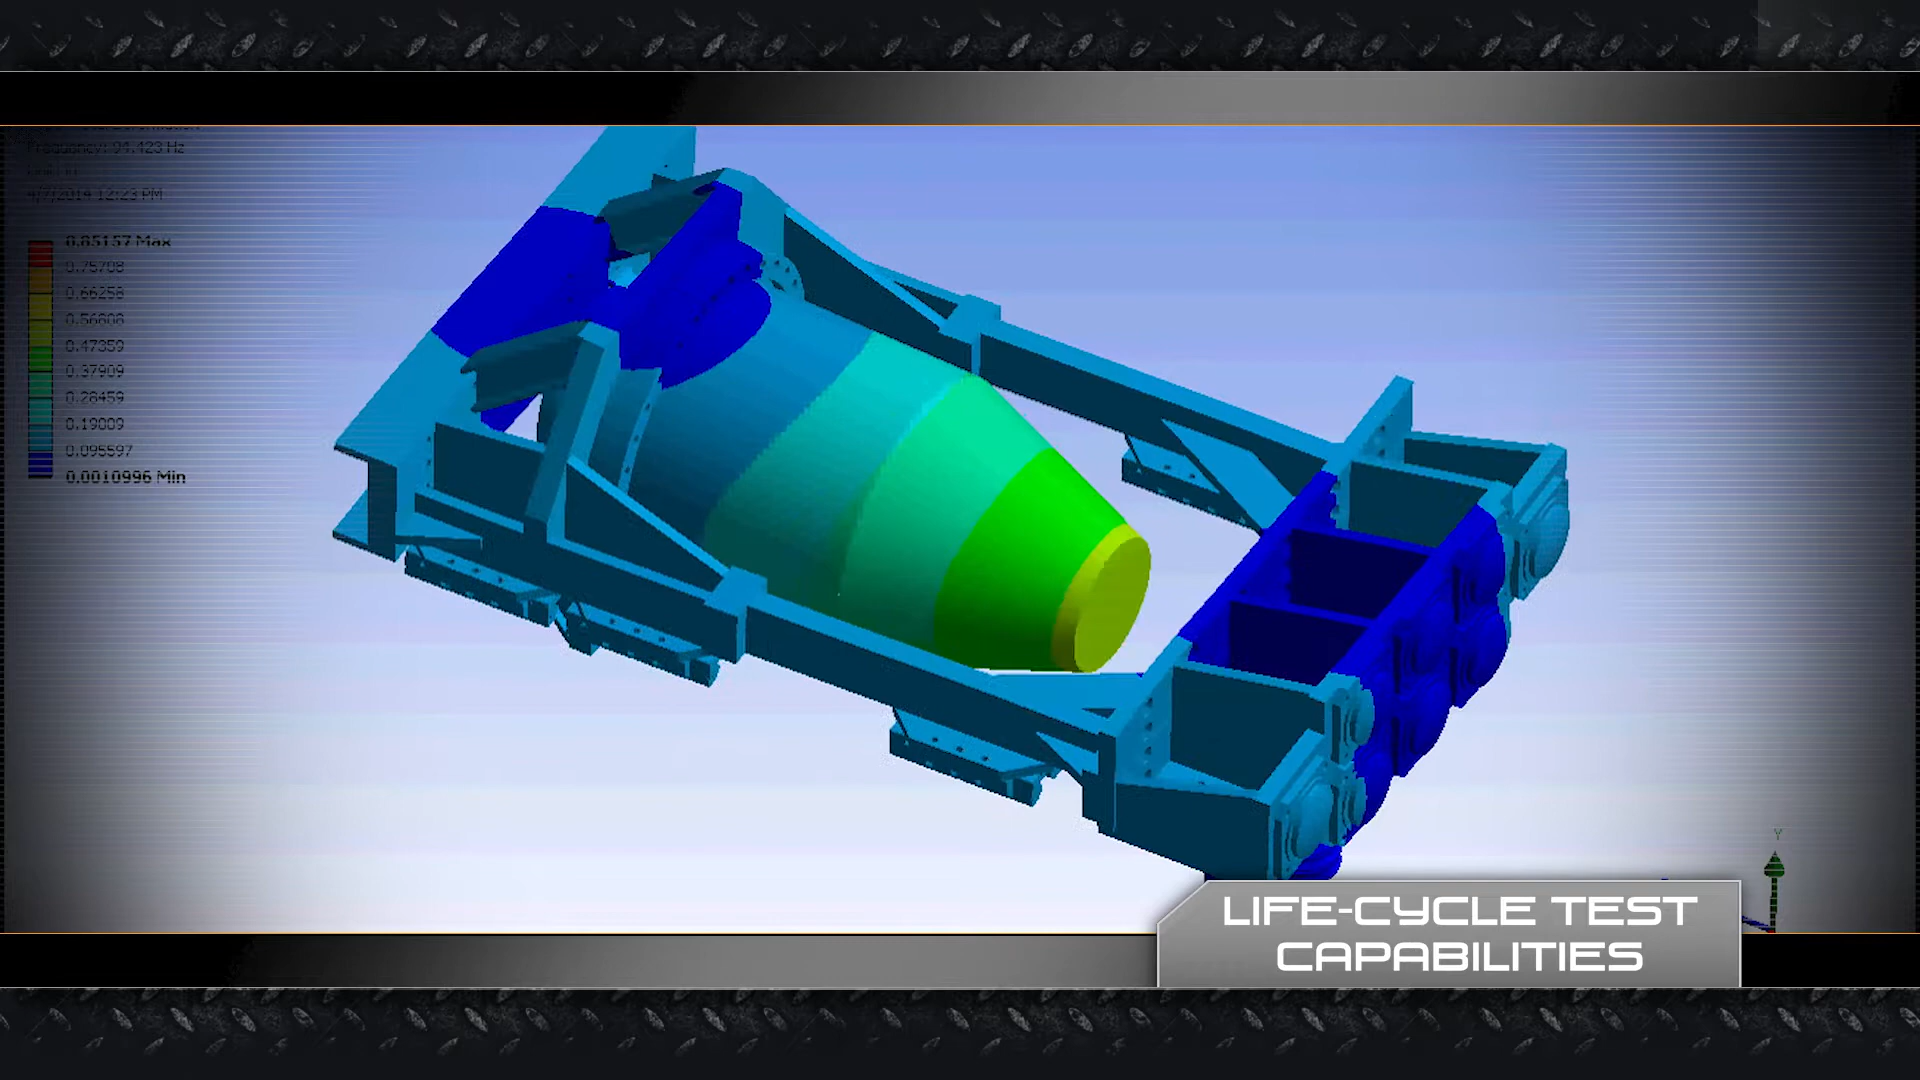 Frequency: 94.423 Hz
4/7/2014 12:23 PM
0.85157 Max
0.75708
0.66258
0.56808
0.47359
0.37909
0.28459
0.19009
0.095597
0.0010996 Min
Y
LIFE-CYCLE TEST
CAPABILITIES